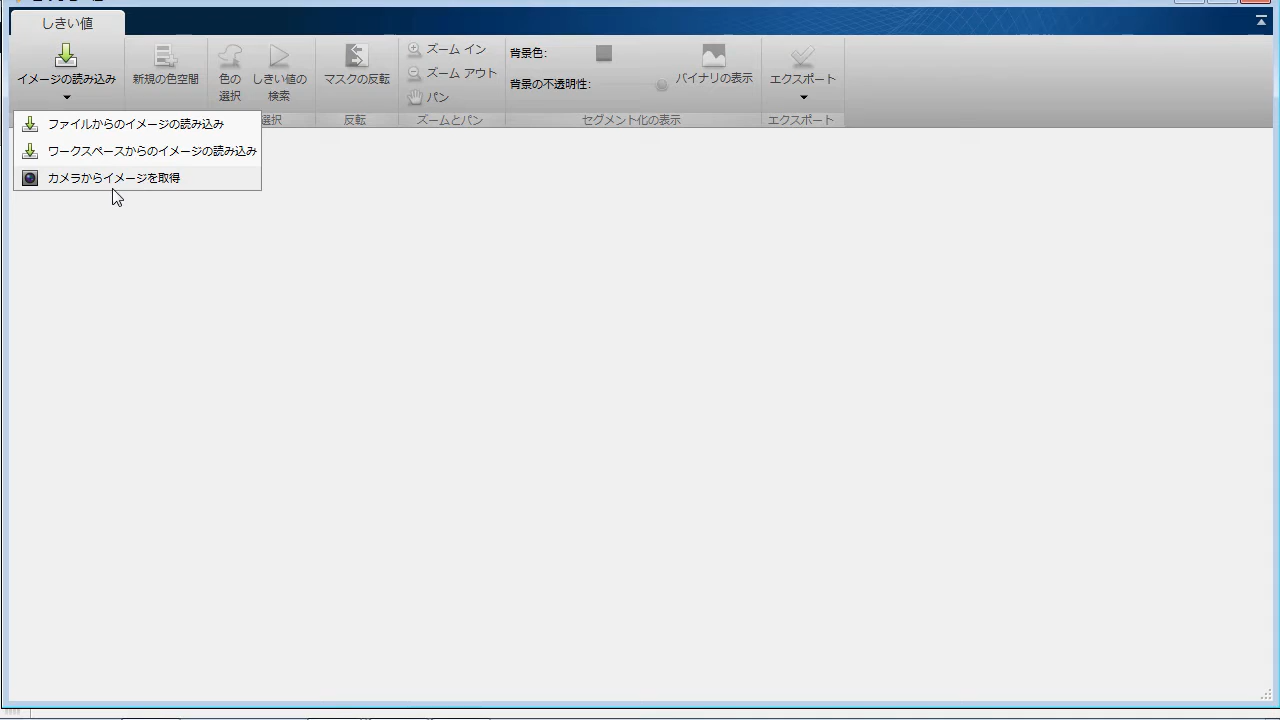 しきい値
イメージの読み込み
新規の色空間
色の
選択
しきい値の
検索
マスクの反転
ズーム イン
ズーム アウト
パン
背景色:
背景の不透明性:
バイナリの表示
エクスポート
選択
反転
ズームとパン
セグメント化の表示
エクスポート
ファイルからのイメージの読み込み
ワークスペースからのイメージの読み込み
カメラからイメージを取得